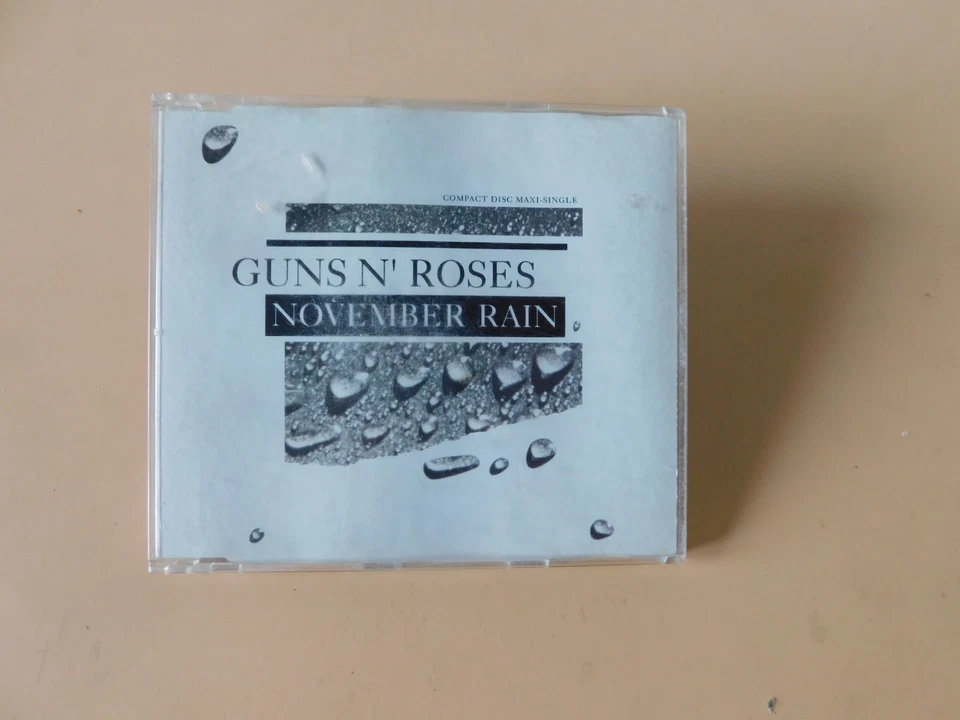 COMPACT DISC MAXI-SINGLE
GUNS N' ROSES
NOVEMBER RAIN